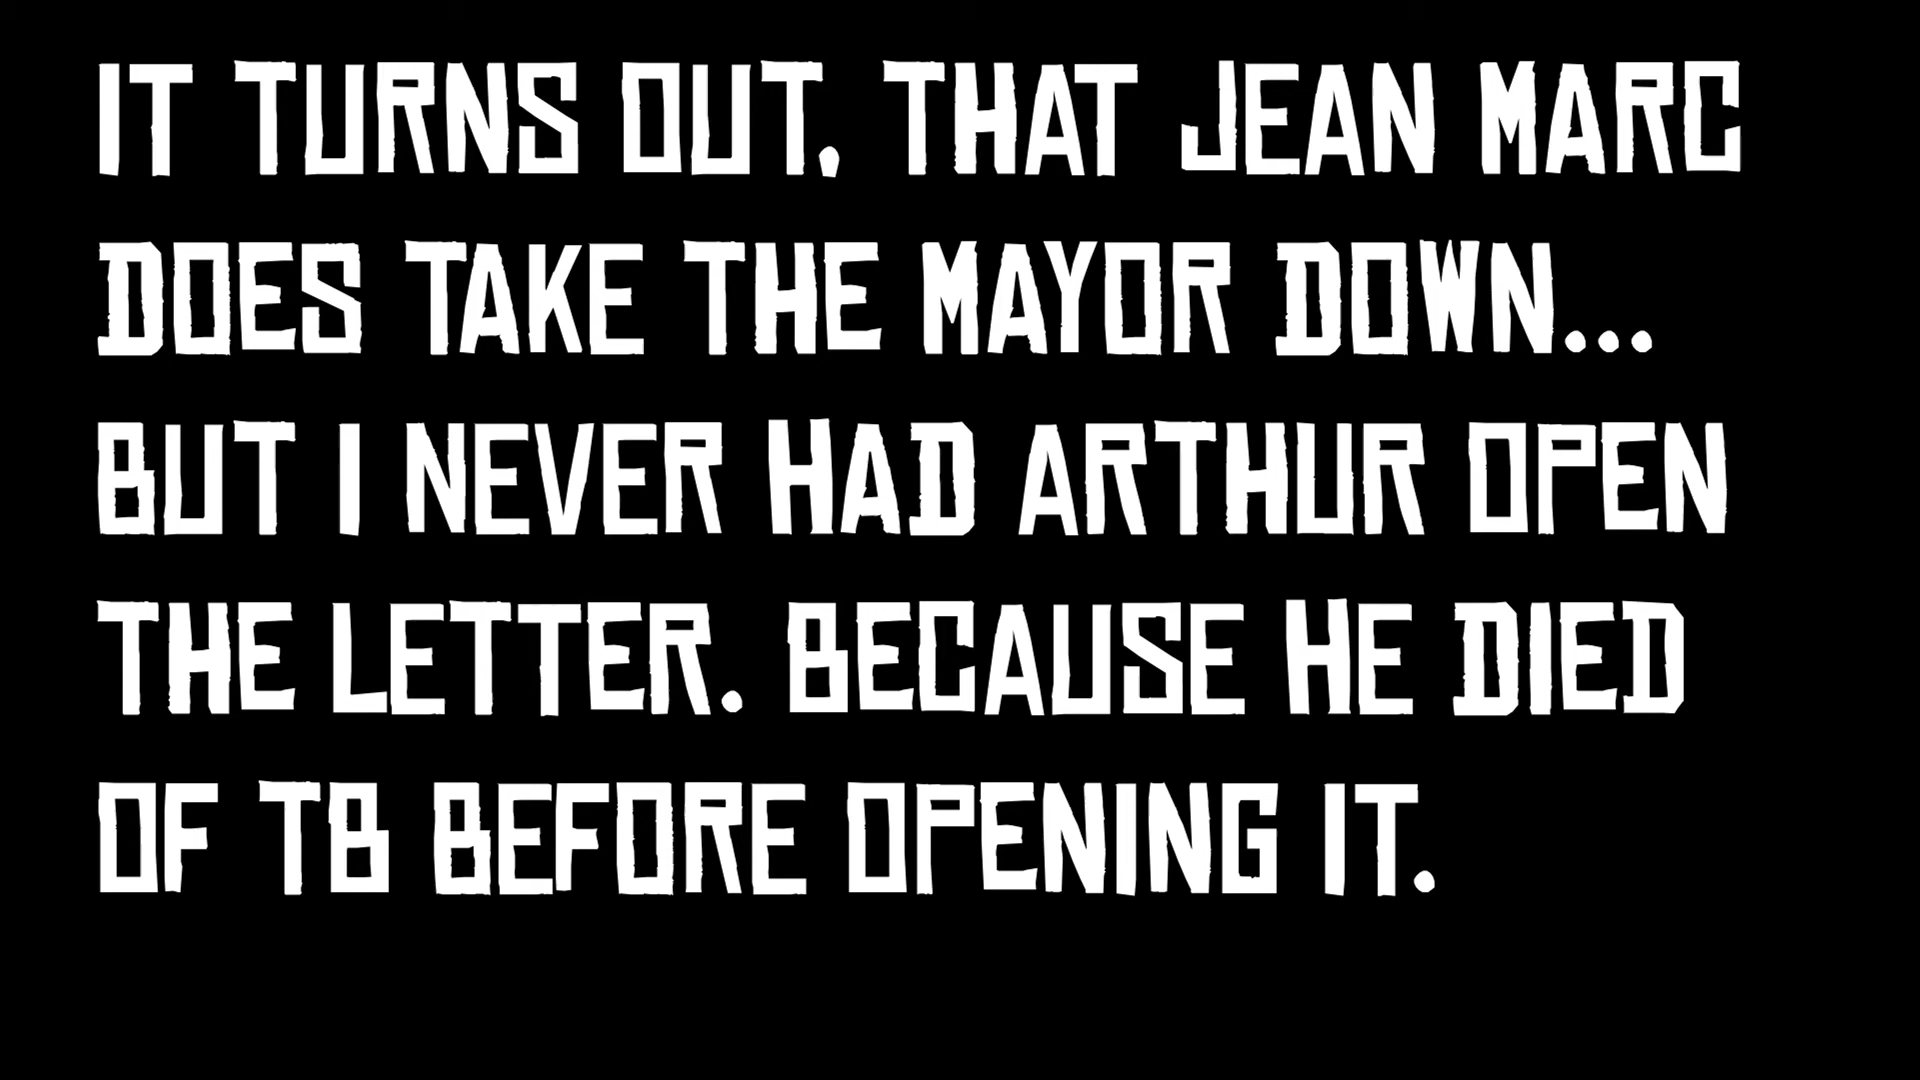 IT TURNS OUT, THAT JEAN MARC
DOES TAKE THE MAYOR DOWN...
BUT I NEVER HAD ARTHUR OPEN
THE LETTER. BECAUSE HE DIED
OF TB BEFORE OPENING IT.